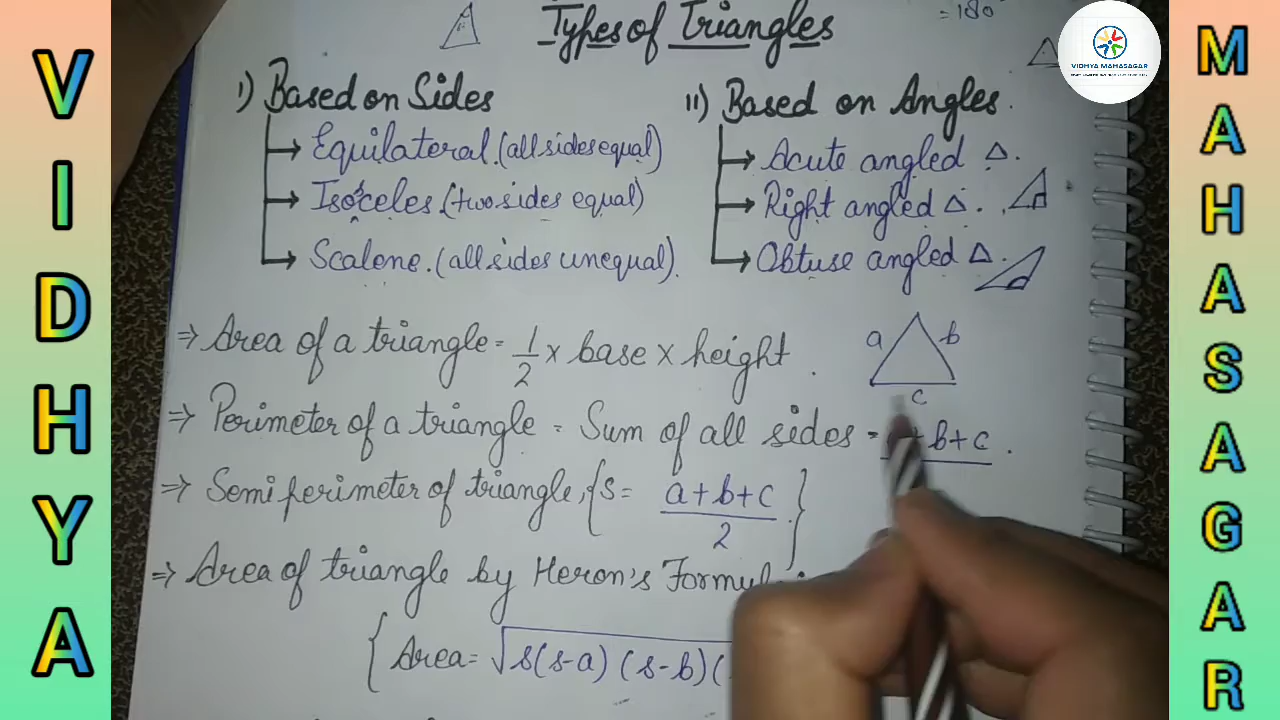 VIDHYA
MAHASAGAR
VIDHYA MAHASAGAR
= 180°
Types of Triangles
i) Based on Sides
Equilateral. (all sides equal)
Isosceles. (two sides equal)
Scalene. (all sides unequal).
ii) Based on Angles.
Acute angled Δ.
Right angled Δ.
Obtuse angled Δ.
⇒ Area of a triangle = 1/2 × base × height.
a b
c
⇒ Perimeter of a triangle = Sum of all sides = + b + c.
⇒ Semi perimeter of triangle, {s = a+b+c/2}
⇒ Area of triangle by Heron's
{Area = √s(s-a) (s-b)(